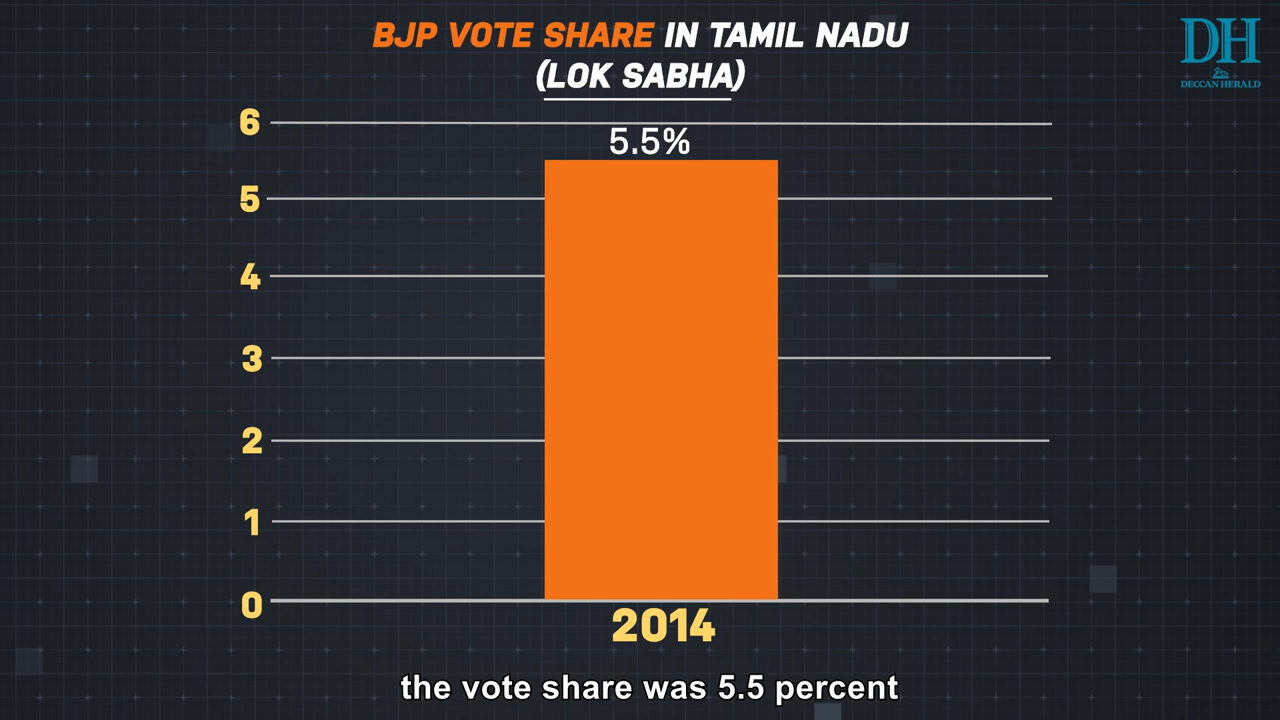 BJP VOTE SHARE IN TAMIL NADU
(LOK SABHA)
DH
DECCAN HERALD
6
5.5%
5
4
3
2
1
0
2014
the vote share was 5.5 percent